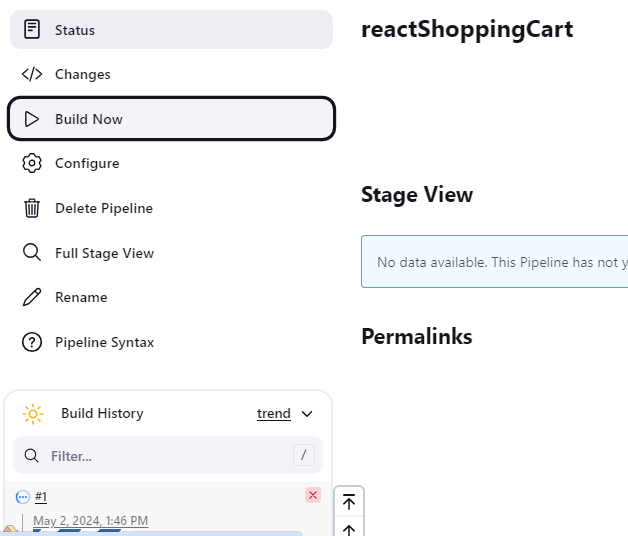 Status
Changes
Build Now
Configure
Delete Pipeline
Full Stage View
Rename
Pipeline Syntax
Build History
trend
Filter...
/
#1
May 2, 2024, 1:46 PM
reactShoppingCart
Stage View
No data available. This Pipeline has not y
Permalinks